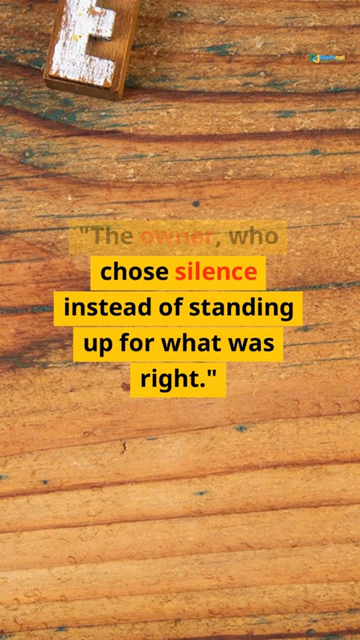 E
"The owner, who
chose silence
instead of standing
up for what was
right."